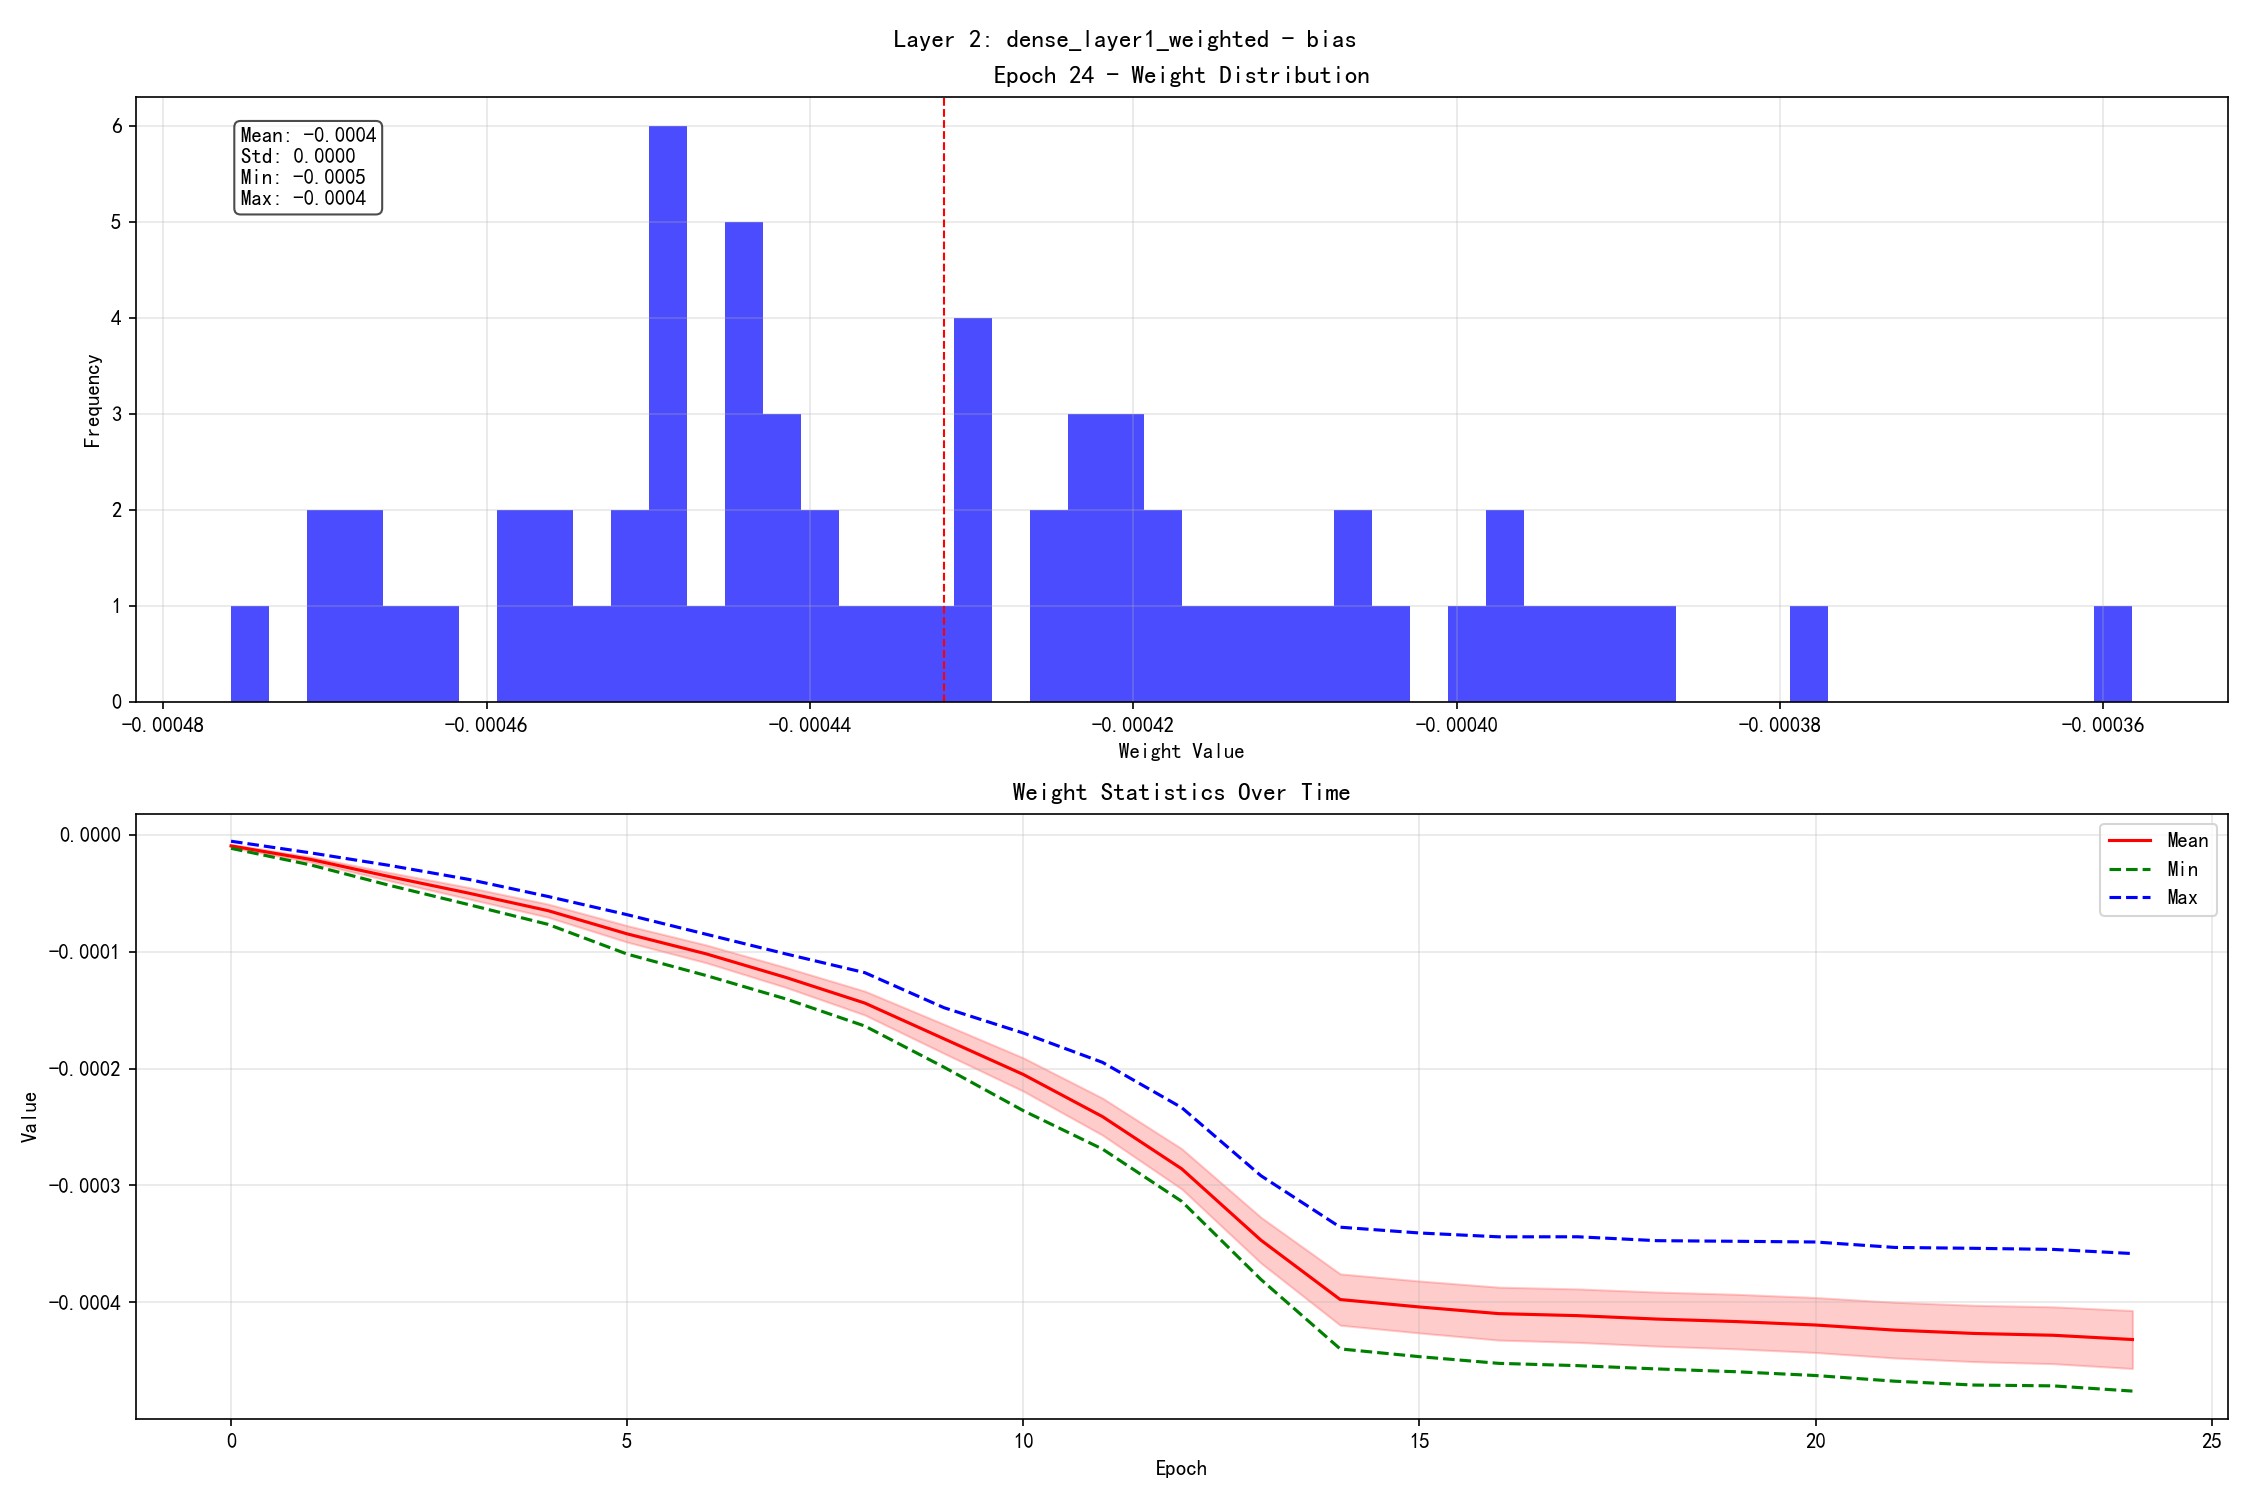 Layer 2: dense_layer1_weighted - bias
Epoch 24 - Weight Distribution
Mean: -0.0004
Std: 0.0000
Min: -0.0005
Max: -0.0004
6
5
4
3
2
1
0
Frequency
-0.00048 -0.00046 -0.00044 -0.00042 -0.00040 -0.00038 -0.00036
Weight Value
Weight Statistics Over Time
0.0000
-0.0001
-0.0002
-0.0003
-0.0004
Value
Mean
Min
Max
0 5 10 15 20 25
Epoch